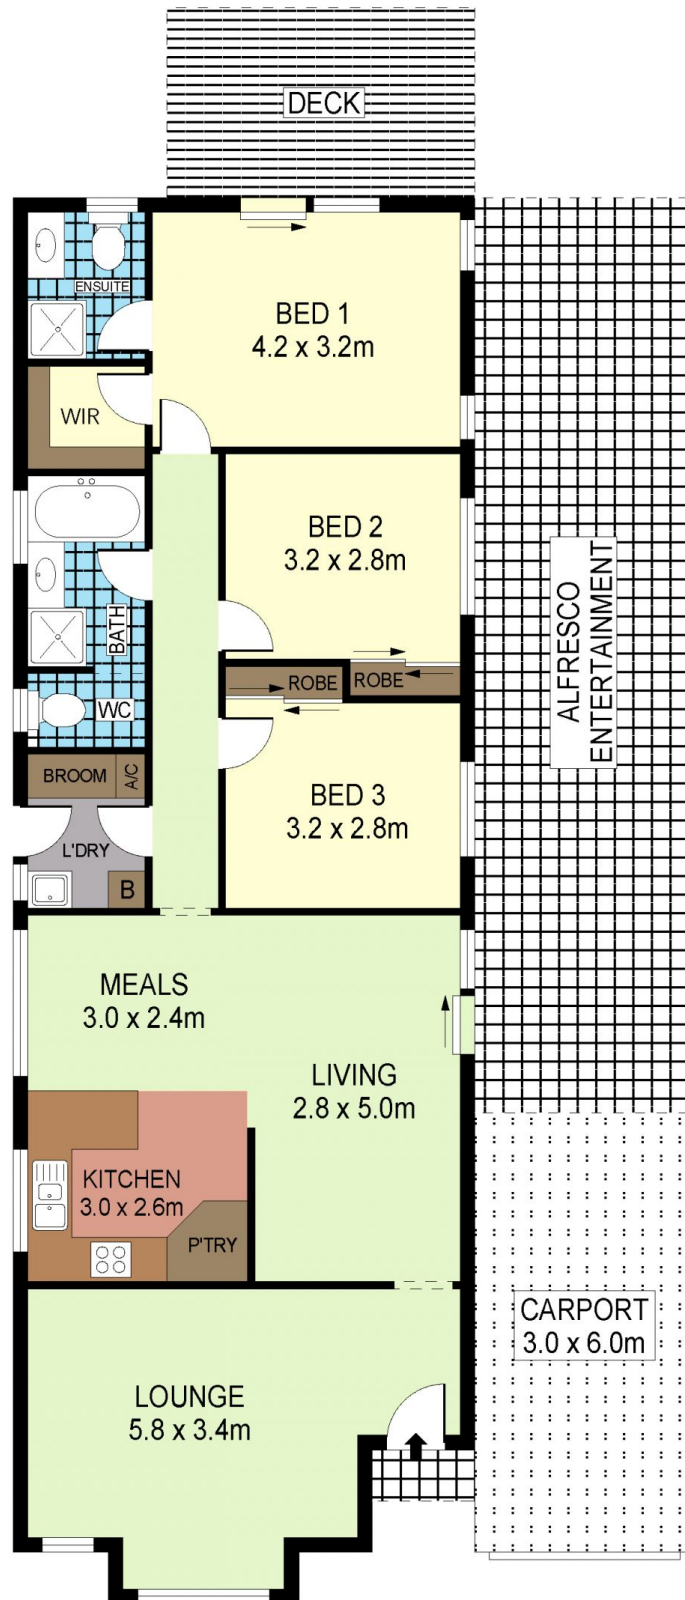 DECK
ENSUITE
BED 1
4.2 x 3.2m
WIR
BED 2
3.2 x 2.8m
BATH
ROBE
ROBE
ALFRESCO
ENTERTAINMENT
WC
BROOM
A/C
BED 3
3.2 x 2.8m
L'DRY
B
MEALS
3.0 x 2.4m
LIVING
2.8 x 5.0m
KITCHEN
3.0 x 2.6m
P'TRY
CARPORT
3.0 x 6.0m
LOUNGE
5.8 x 3.4m